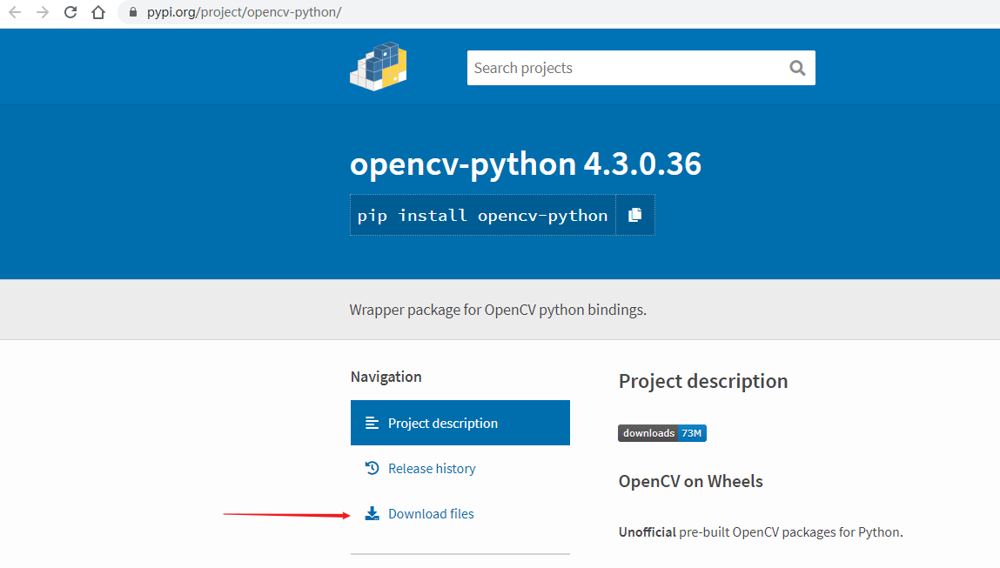 pypi.org/project/opencv-python/
Search projects
opencv-python 4.3.0.36
pip install opencv-python
Wrapper package for OpenCV python bindings.
Navigation
Project description
Release history
Download files
Project description
downloads 73M
OpenCV on Wheels
Unofficial pre-built OpenCV packages for Python.